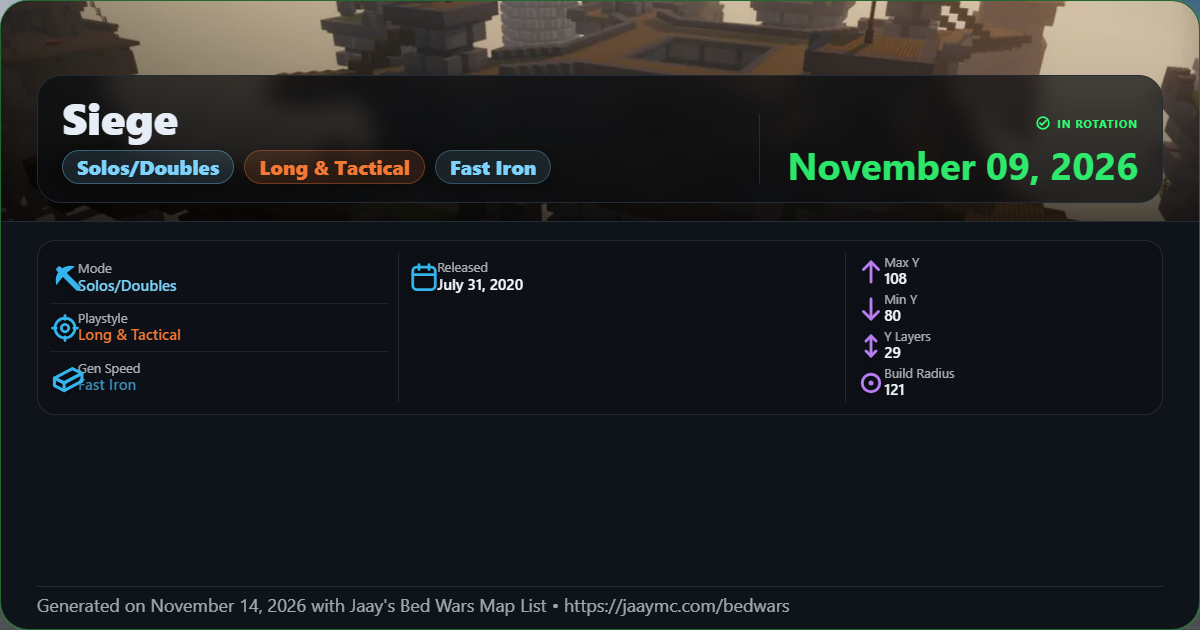 Siege
Solos/Doubles
Long & Tactical
Fast Iron
IN ROTATION
November 09, 2026
Mode
Solos/Doubles
Playstyle
Long & Tactical
Gen Speed
Fast Iron
Released
July 31, 2020
Max Y
108
Min Y
80
Y Layers
29
Build Radius
121
Generated on November 14, 2026 with Jaay's Bed Wars Map List • https://jaaymc.com/bedwars